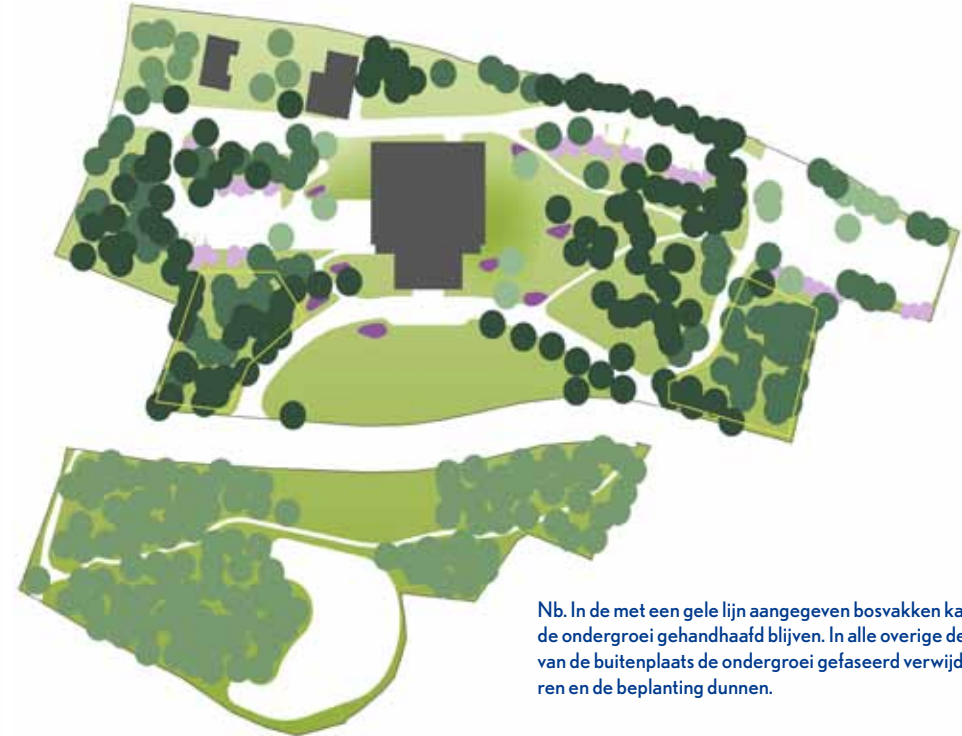 Nb. In de met een gele lijn aangegeven bosvakken ka
de ondergroei gehandhaafd blijven. In alle overige de
van de buitenplaats de ondergroei gefaseerd verwijd
ren en de beplanting dunnen.